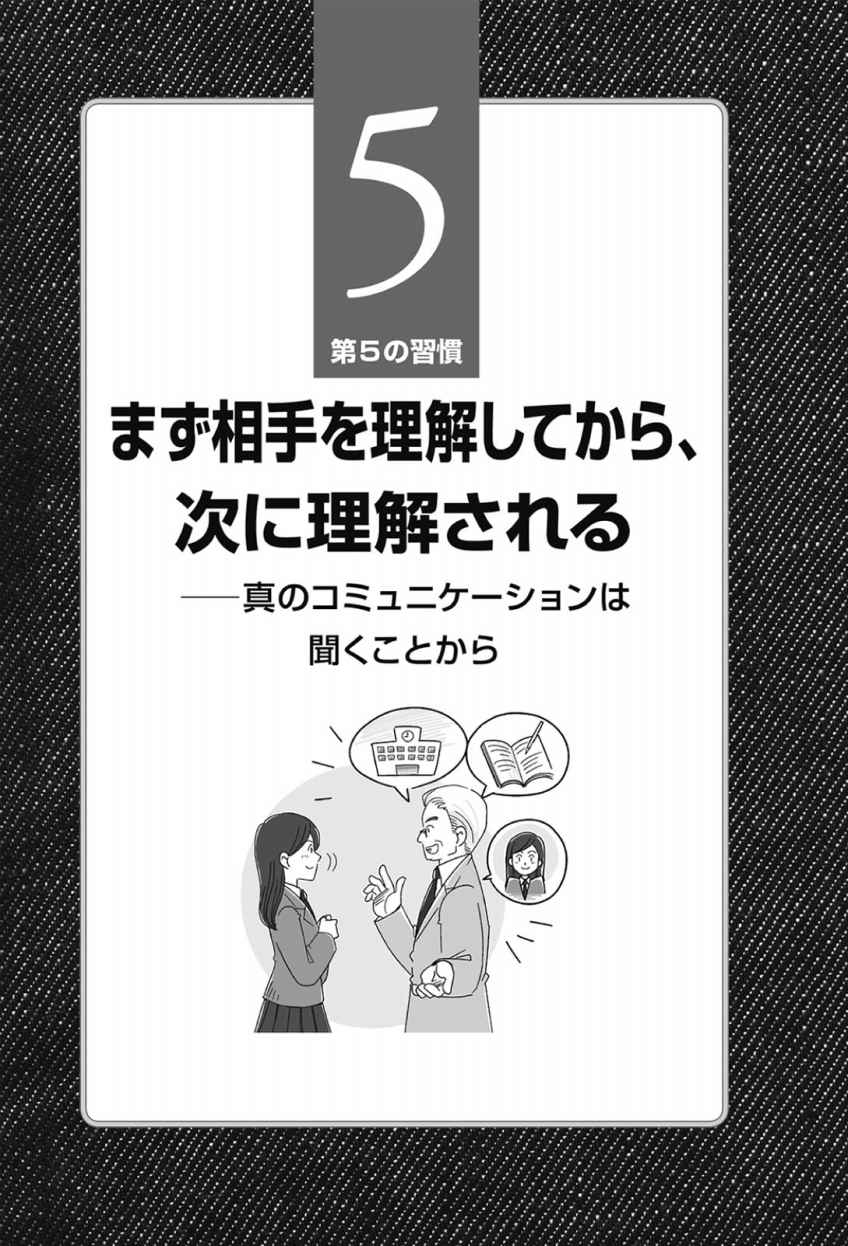 5
第5の習慣
まず相手を理解してから、
次に理解される
──真のコミュニケーションは
聞くことから